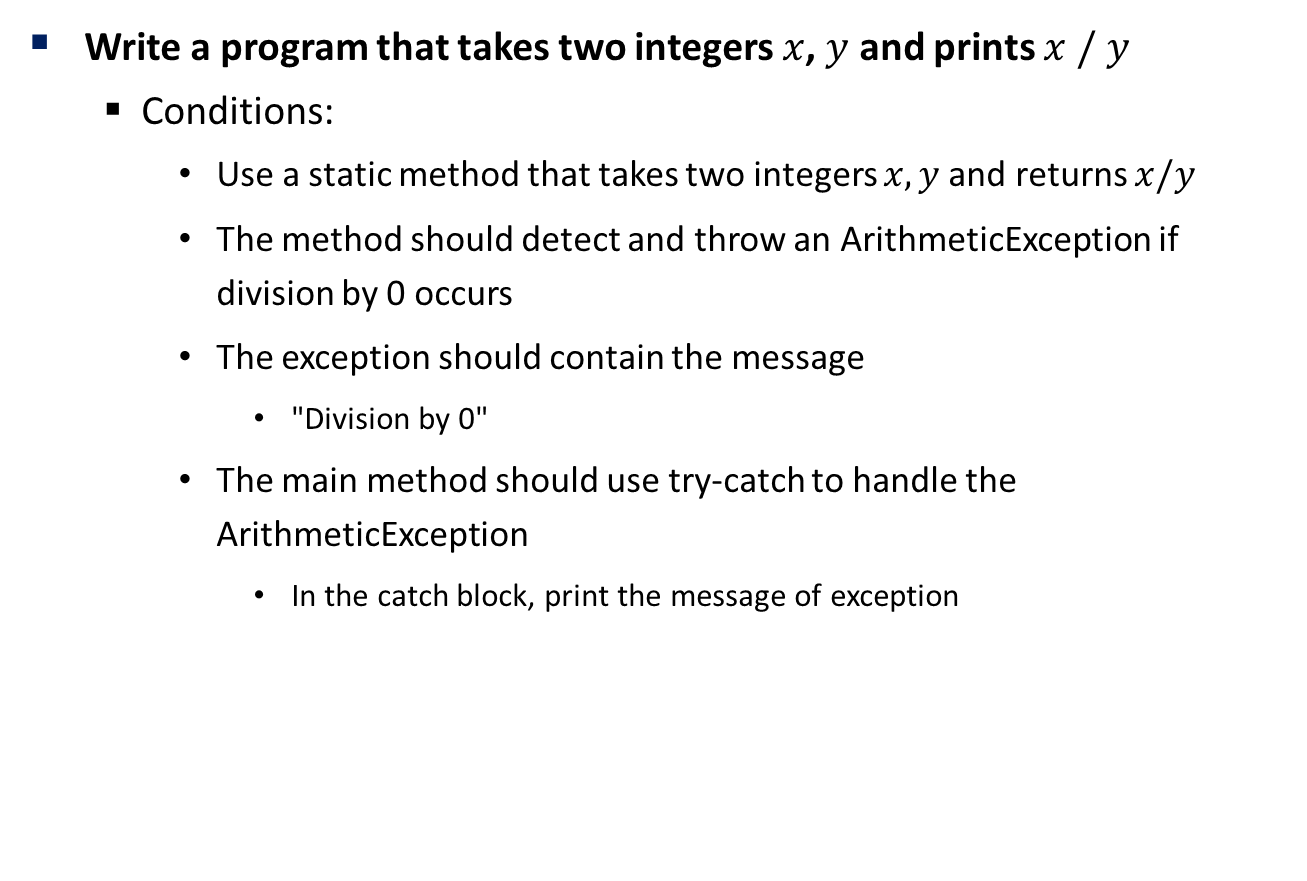 ▪ Write a program that takes two integers x, y and prints x / y
▪ Conditions:
• Use a static method that takes two integers x, y and returns x/y
• The method should detect and throw an ArithmeticException if
division by 0 occurs
• The exception should contain the message
• "Division by 0"
• The main method should use try-catch to handle the
ArithmeticException
• In the catch block, print the message of exception